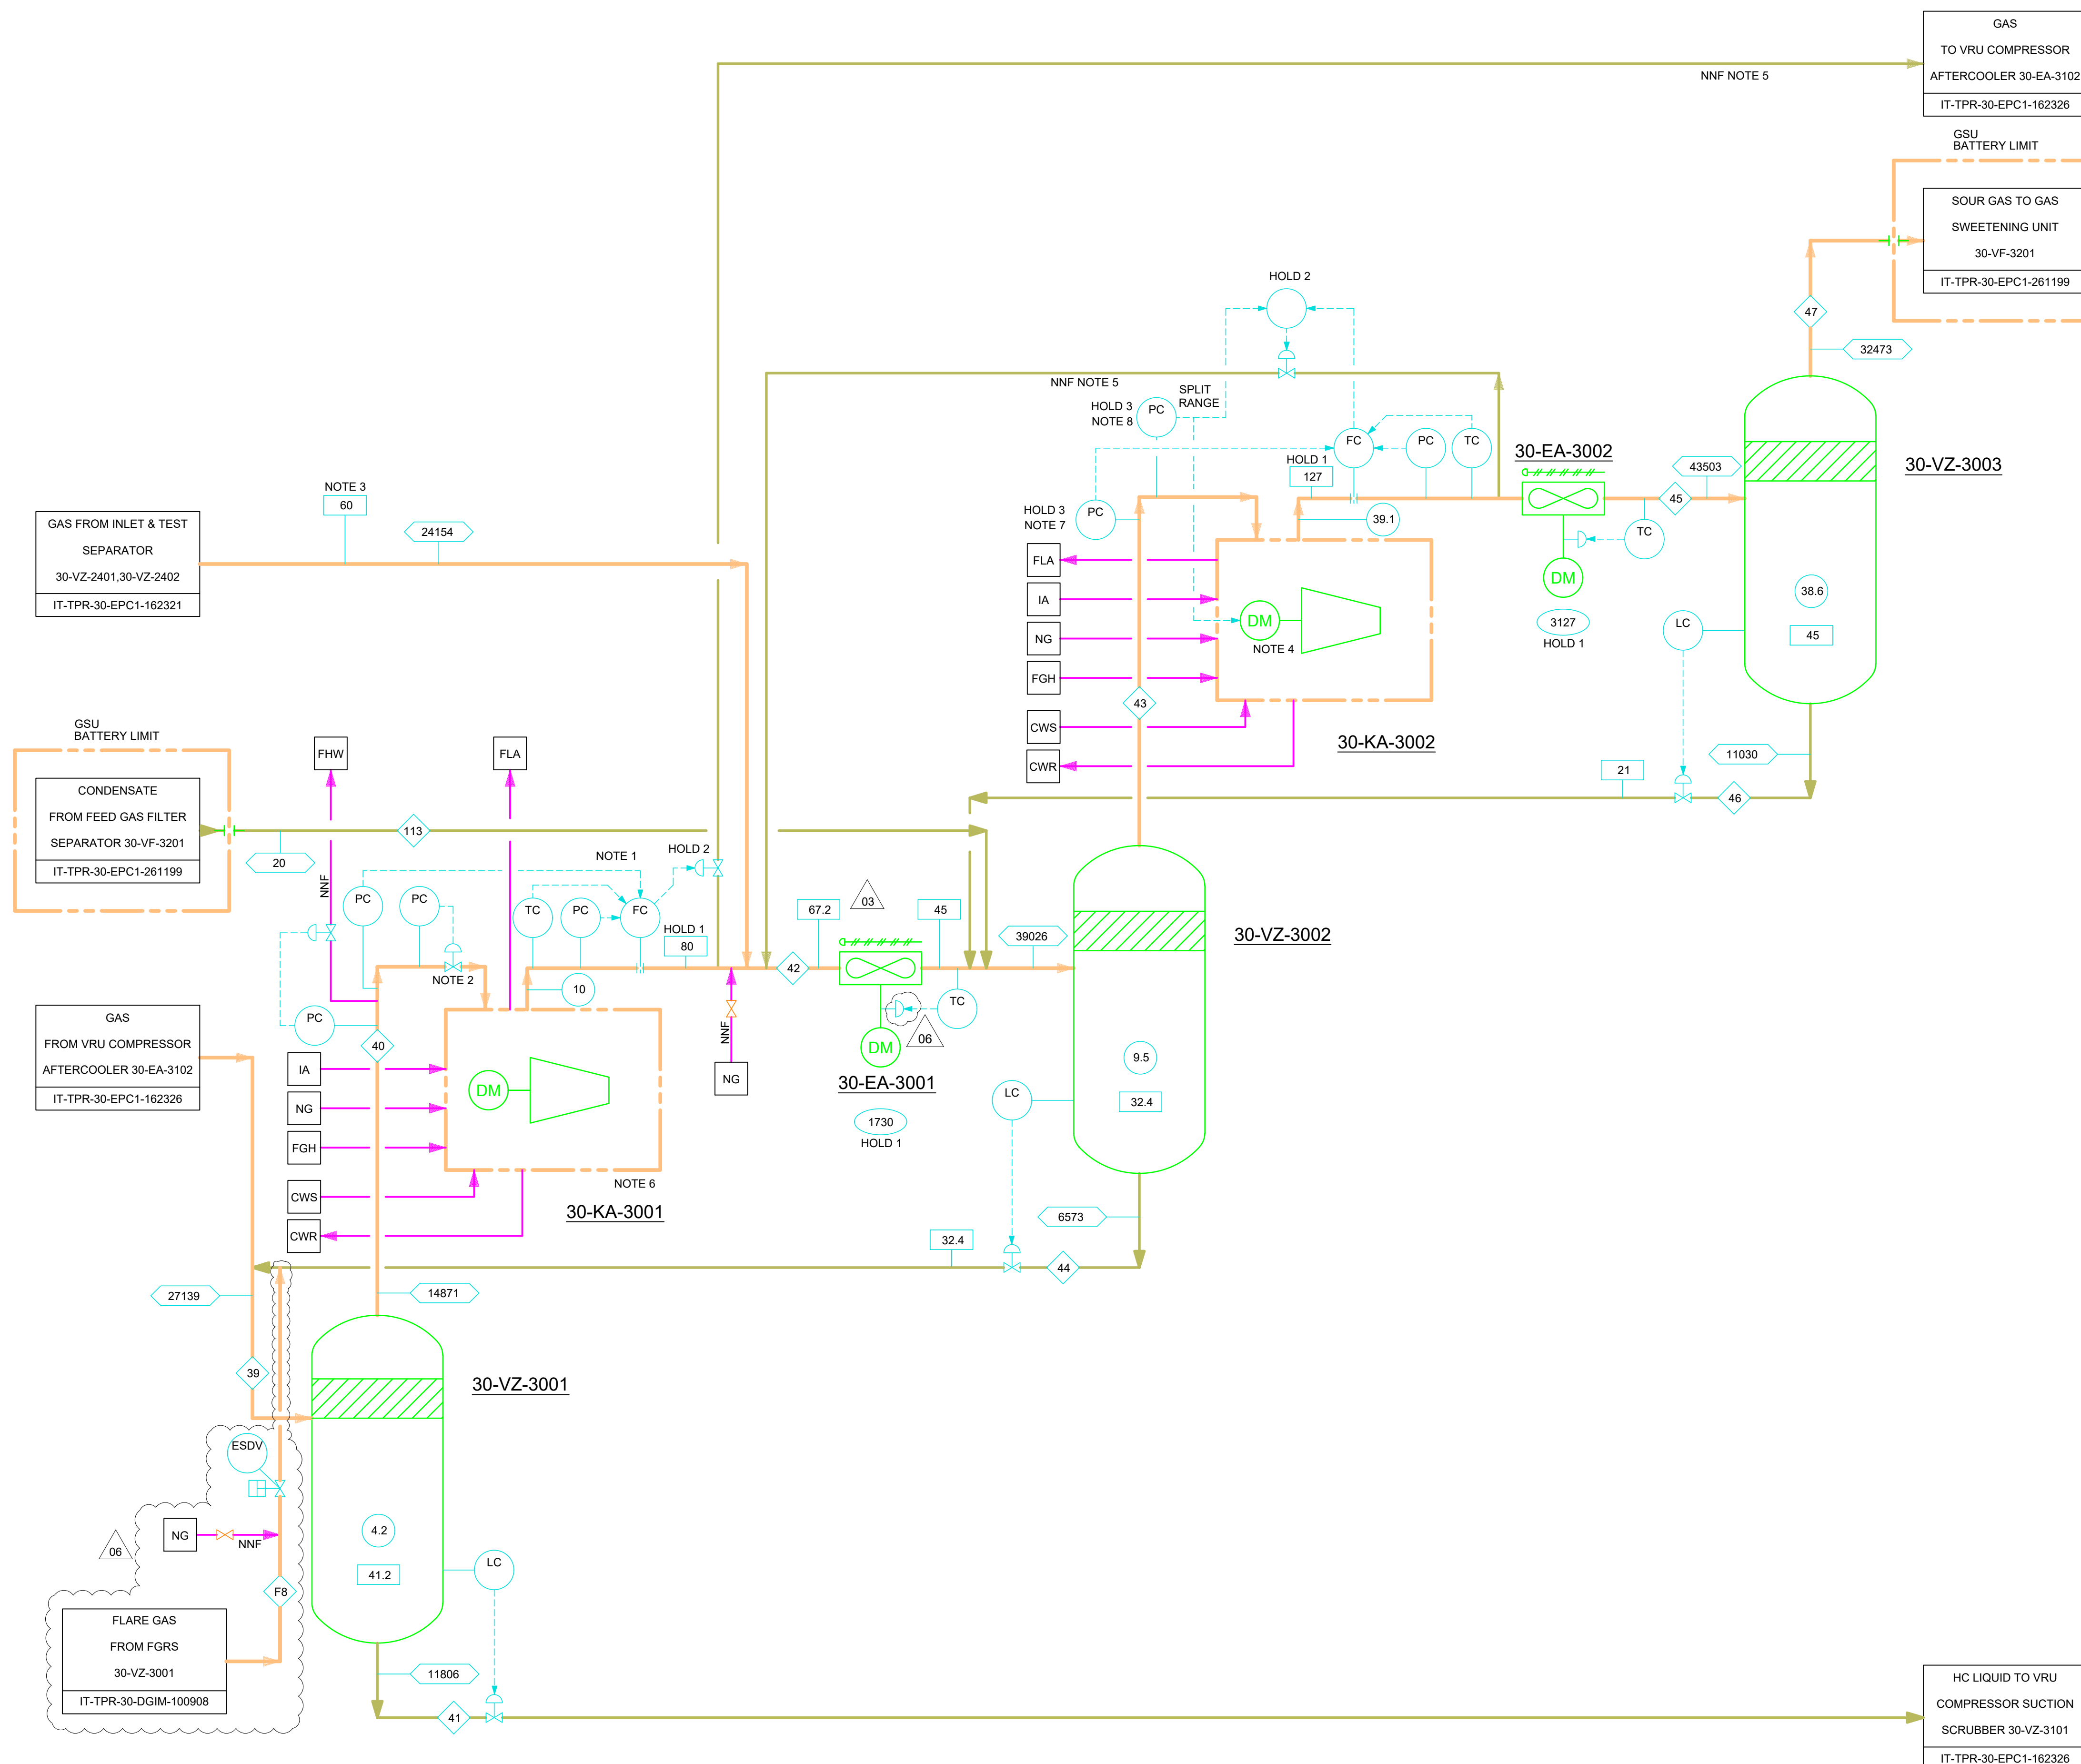 GAS
TO VRU COMPRESSOR
AFTERCOOLER 30-EA-3102
IT-TPR-30-EPC1-162326
NNF NOTE 5
GSU
BATTERY LIMIT
SOUR GAS TO GAS
SWEETENING UNIT
30-VF-3201
IT-TPR-30-EPC1-261199
47
32473
HOLD 2
NNF NOTE 5
SPLIT
RANGE
HOLD 3
NOTE 8
PC
FC
PC
TC
HOLD 1
127
30-EA-3002
43503
45
30-VZ-3003
HOLD 3
NOTE 7
PC
39.1
TC
DM
3127
HOLD 1
38.6
45
LC
NOTE 3
60
24154
GAS FROM INLET & TEST
SEPARATOR
30-VZ-2401,30-VZ-2402
IT-TPR-30-EPC1-162321
FLA
IA
NG
FGH
CWS
CWR
DM
NOTE 4
43
30-KA-3002
11030
21
46
GSU
BATTERY LIMIT
CONDENSATE
FROM FEED GAS FILTER
SEPARATOR 30-VF-3201
IT-TPR-30-EPC1-261199
FHW
FLA
113
20
NNF
NOTE 1
HOLD 2
PC
PC
TC
PC
FC
HOLD 1
80
NOTE 2
10
PC
40
67.2
03
45
39026
42
30-VZ-3002
TC
06
DM
30-EA-3001
1730
HOLD 1
NNF
NG
9.5
32.4
LC
GAS
FROM VRU COMPRESSOR
AFTERCOOLER 30-EA-3102
IT-TPR-30-EPC1-162326
IA
NG
FGH
CWS
CWR
DM
NOTE 6
30-KA-3001
6573
32.4
44
27139
14871
39
30-VZ-3001
ESDV
NG
NNF
06
F8
4.2
41.2
LC
FLARE GAS
FROM FGRS
30-VZ-3001
IT-TPR-30-DGIM-100908
11806
41
HC LIQUID TO VRU
COMPRESSOR SUCTION
SCRUBBER 30-VZ-3101
IT-TPR-30-EPC1-162326